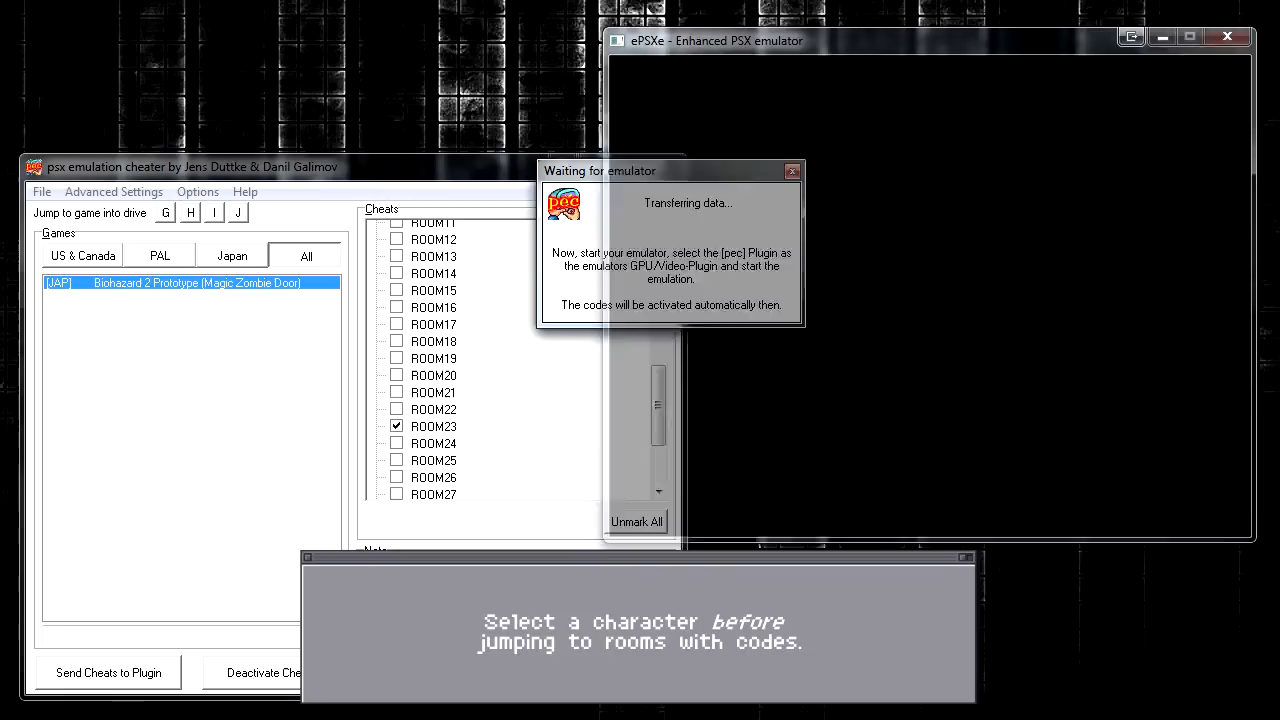 ePSXe - Enhanced PSX emulator
psx emulation cheater by Jens Duttke & Danil Galimov
File Advanced Settings Options Help
Jump to game into drive G H I J
Games
US & Canada PAL Japan All
[JAP] Biohazard 2 Prototype (Magic Zombie Door)
Cheats
ROOM11
ROOM12
ROOM13
ROOM14
ROOM15
ROOM16
ROOM17
ROOM18
ROOM19
ROOM20
ROOM21
ROOM22
ROOM23
ROOM24
ROOM25
ROOM26
ROOM27
Unmark All
Waiting for emulator
pec
Transferring data...
Now, start your emulator, select the [pec] Plugin as
the emulators GPU/Video-Plugin and start the
emulation.
The codes will be activated automatically then.
Send Cheats to Plugin
Deactivate Che
Select a character before
jumping to rooms with codes.